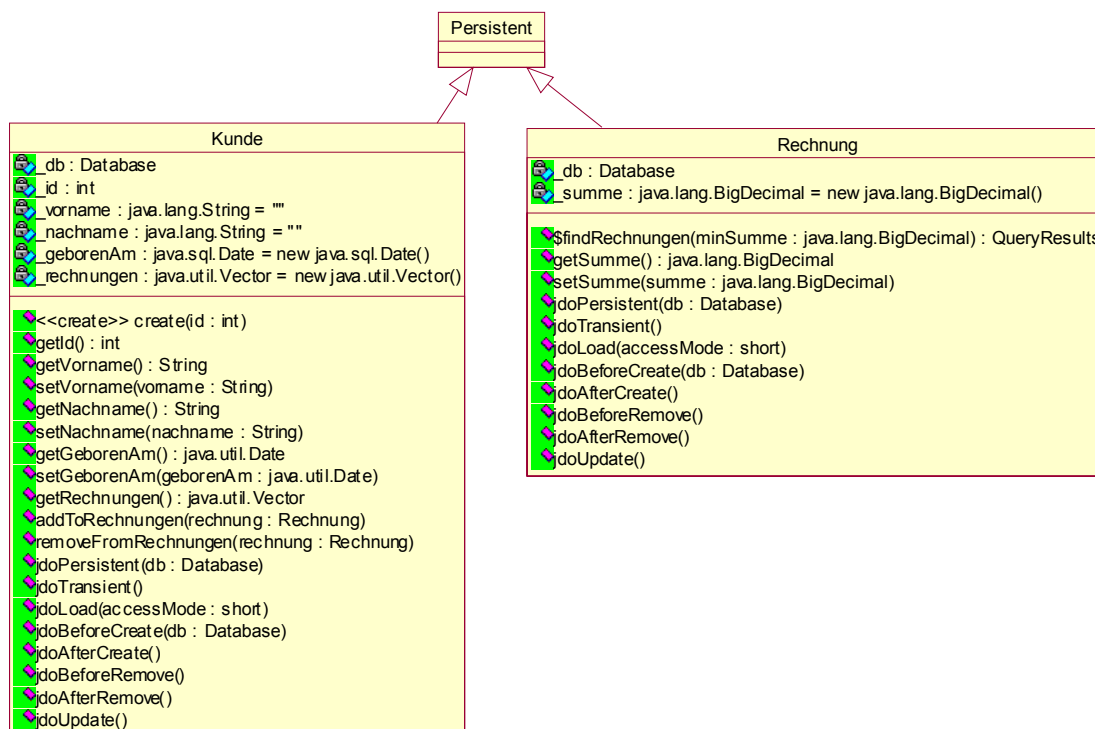 Persistent
Kunde
_db : Database
_id : int
_vorname : java.lang.String = ""
_nachname : java.lang.String = ""
_geborenAm : java.sql.Date = new java.sql.Date()
_rechnungen : java.util.Vector = new java.util.Vector()
<<create>> create(id : int)
getId() : int
getVorname() : String
setVorname(vorname : String)
getNachname() : String
setNachname(nachname : String)
getGeborenAm() : java.util.Date
setGeborenAm(geborenAm : java.util.Date)
getRechnungen() : java.util.Vector
addToRechnungen(rechnung : Rechnung)
removeFromRechnungen(rechnung : Rechnung)
jdoPersistent(db : Database)
jdoTransient()
jdoLoad(accessMode : short)
jdoBeforeCreate(db : Database)
jdoAfterCreate()
jdoBeforeRemove()
jdoAfterRemove()
jdoUpdate()
Rechnung
_db : Database
_summe : java.lang.BigDecimal = new java.lang.BigDecimal()
$findRechnungen(minSumme : java.lang.BigDecimal) : QueryResults
getSumme() : java.lang.BigDecimal
setSumme(summe : java.lang.BigDecimal)
jdoPersistent(db : Database)
jdoTransient()
jdoLoad(accessMode : short)
jdoBeforeCreate(db : Database)
jdoAfterCreate()
jdoBeforeRemove()
jdoAfterRemove()
jdoUpdate()